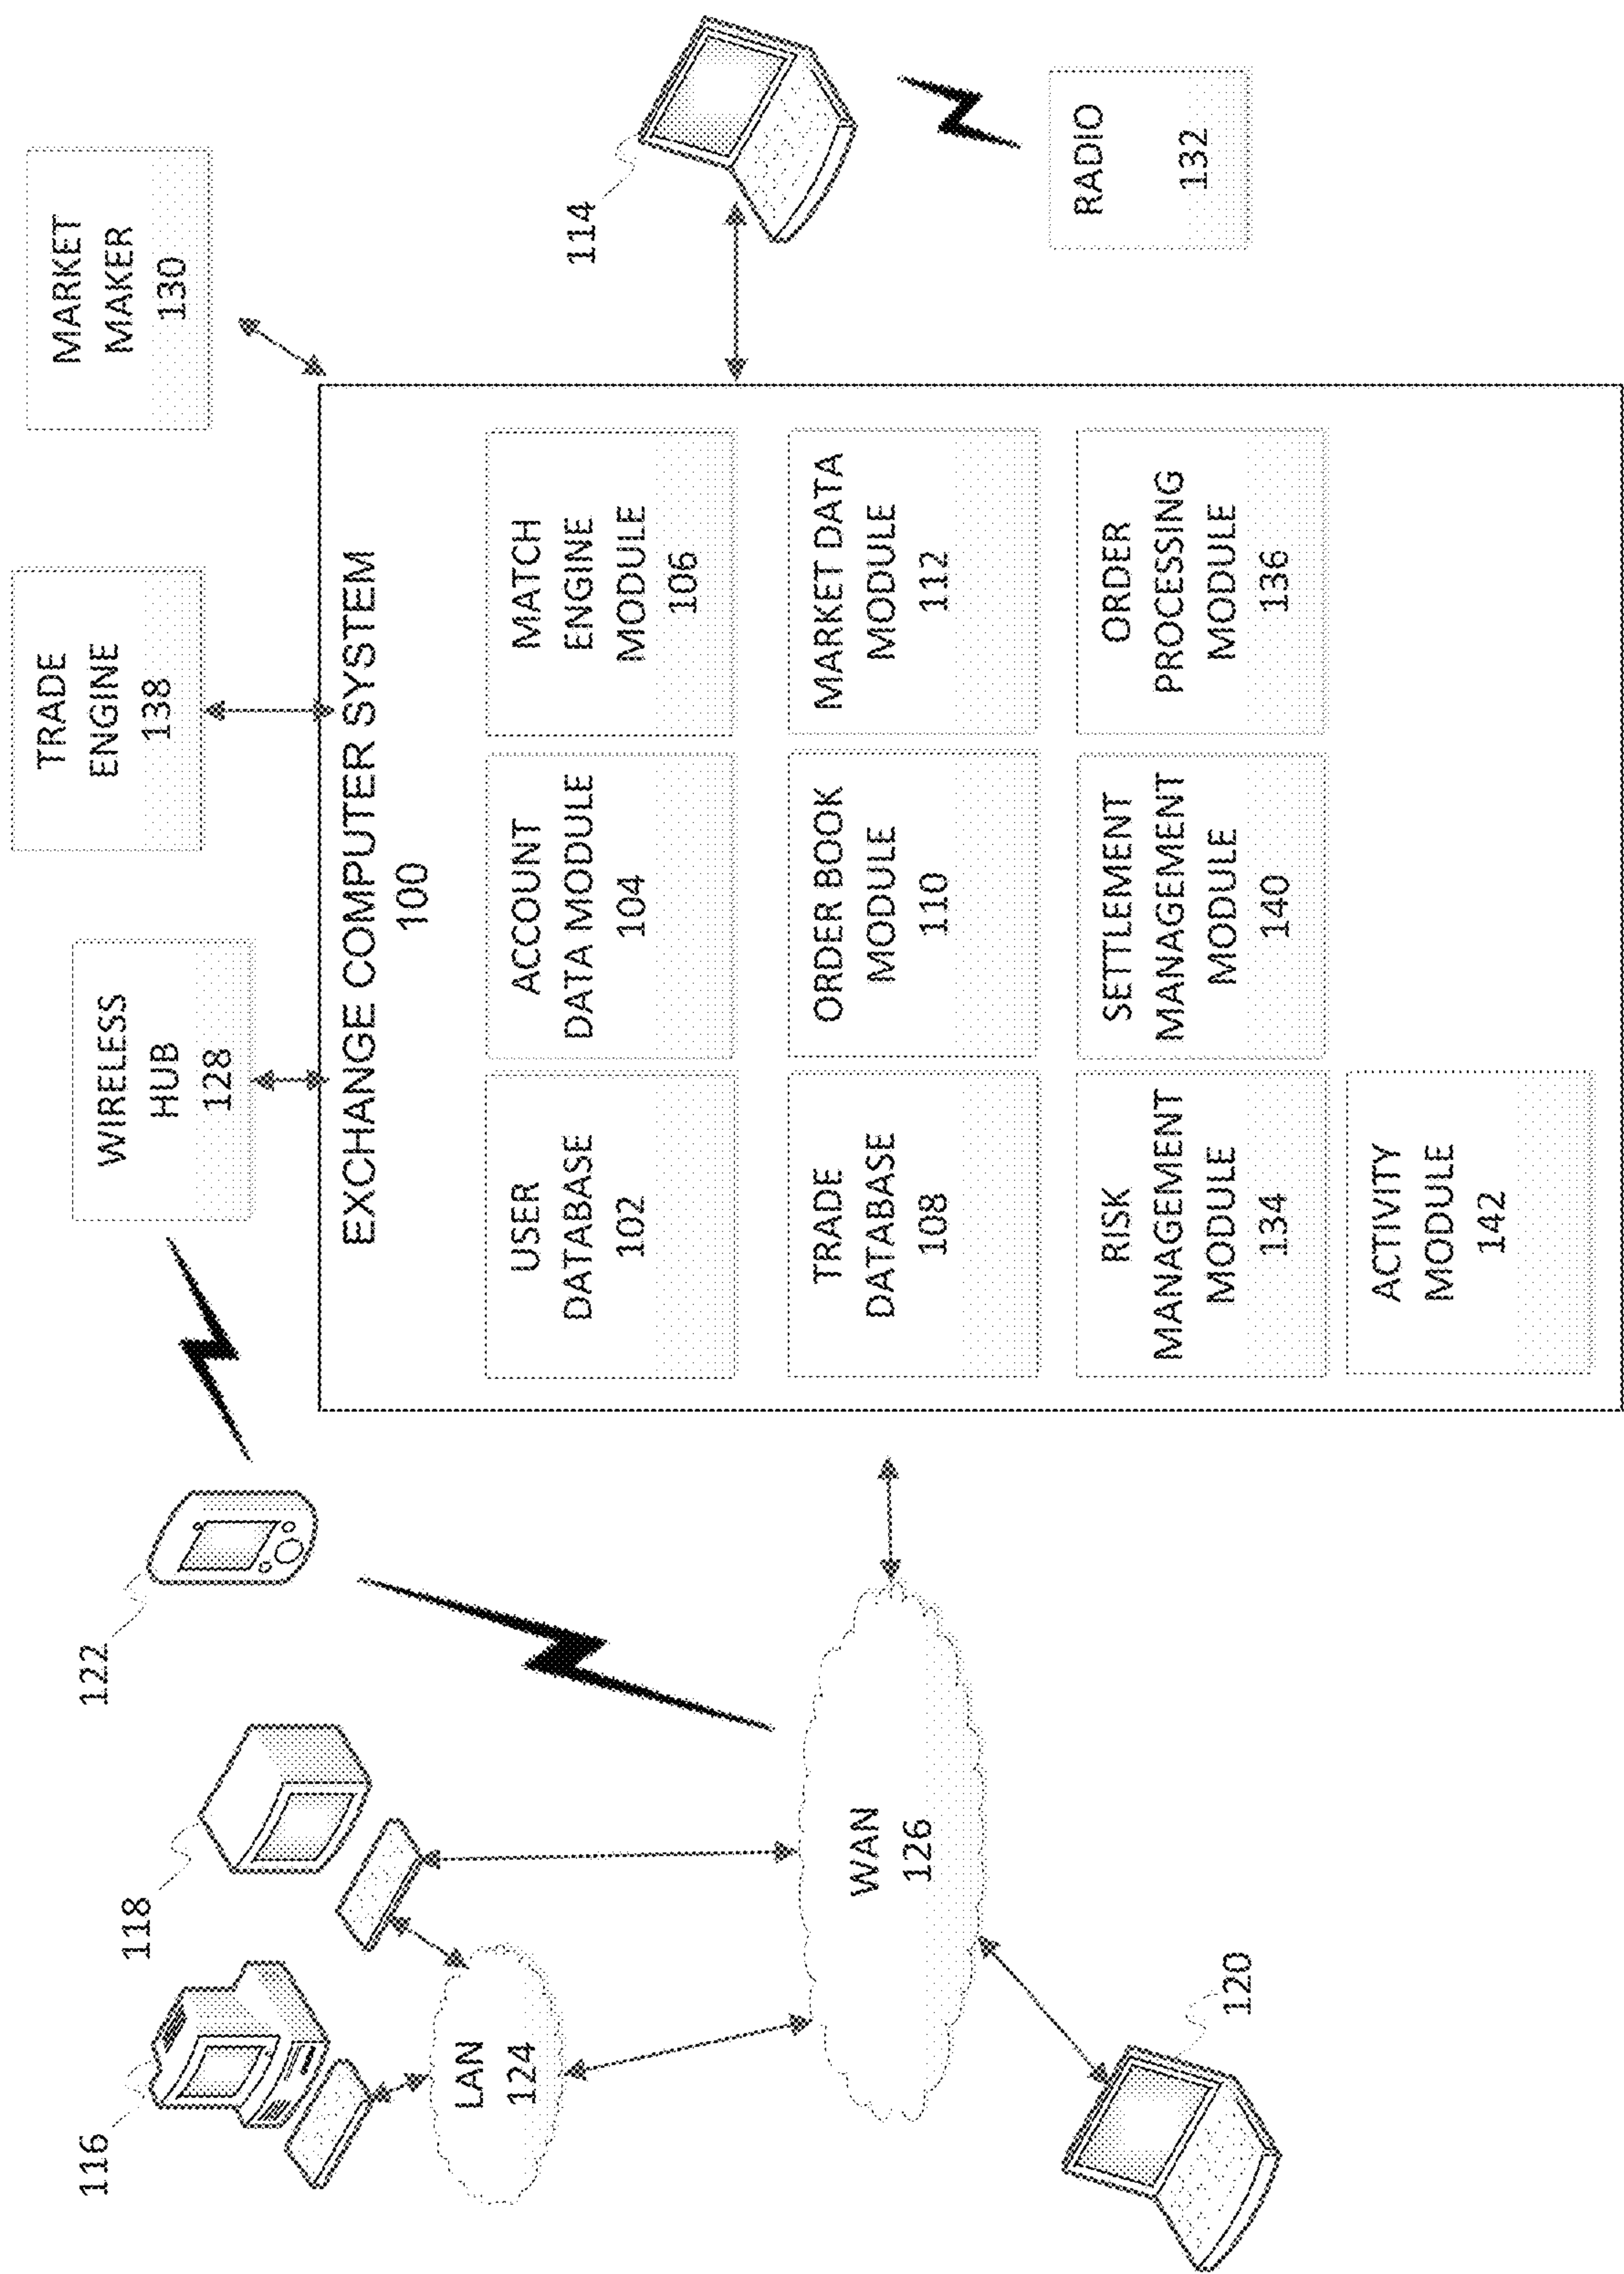 WIRELESS
HUB
128
TRADE
ENGINE
138
MARKET
MAKER
130
116
118
122
EXCHANGE COMPUTER SYSTEM
100
USER
DATABASE
102
ACCOUNT
DATA MODULE
104
MATCH
ENGINE
MODULE
106
TRADE
DATABASE
108
ORDER BOOK
MODULE
110
MARKET DATA
MODULE
112
RISK
MANAGEMENT
MODULE
134
SETTLEMENT
MANAGEMENT
MODULE
140
ORDER
PROCESSING
MODULE
136
ACTIVITY
MODULE
142
LAN
124
WAN
126
120
114
RADIO
132